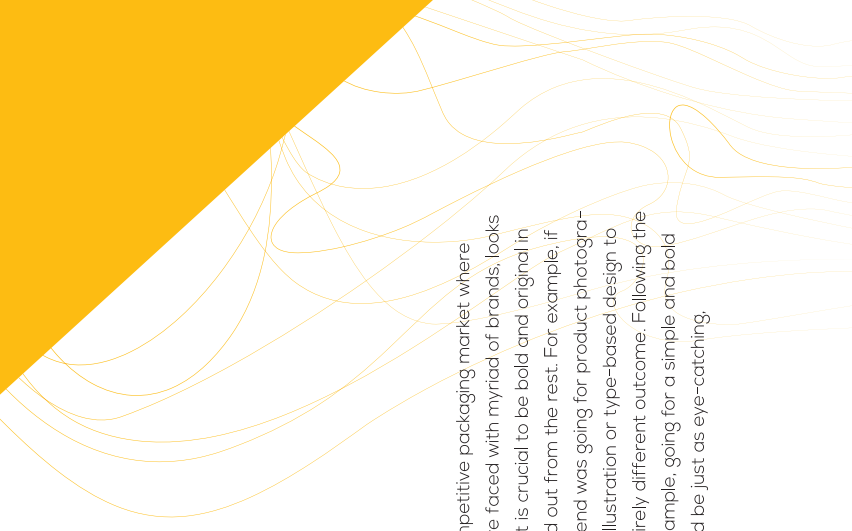 mpetitive packaging market where
e faced with myriad of brands, looks
t is crucial to be bold and original in
d out from the rest. For example, if
end was going for product photogra-
llustration or type-based design to
irely different outcome. Following the
ample, going for a simple and bold
d be just as eye-catching,